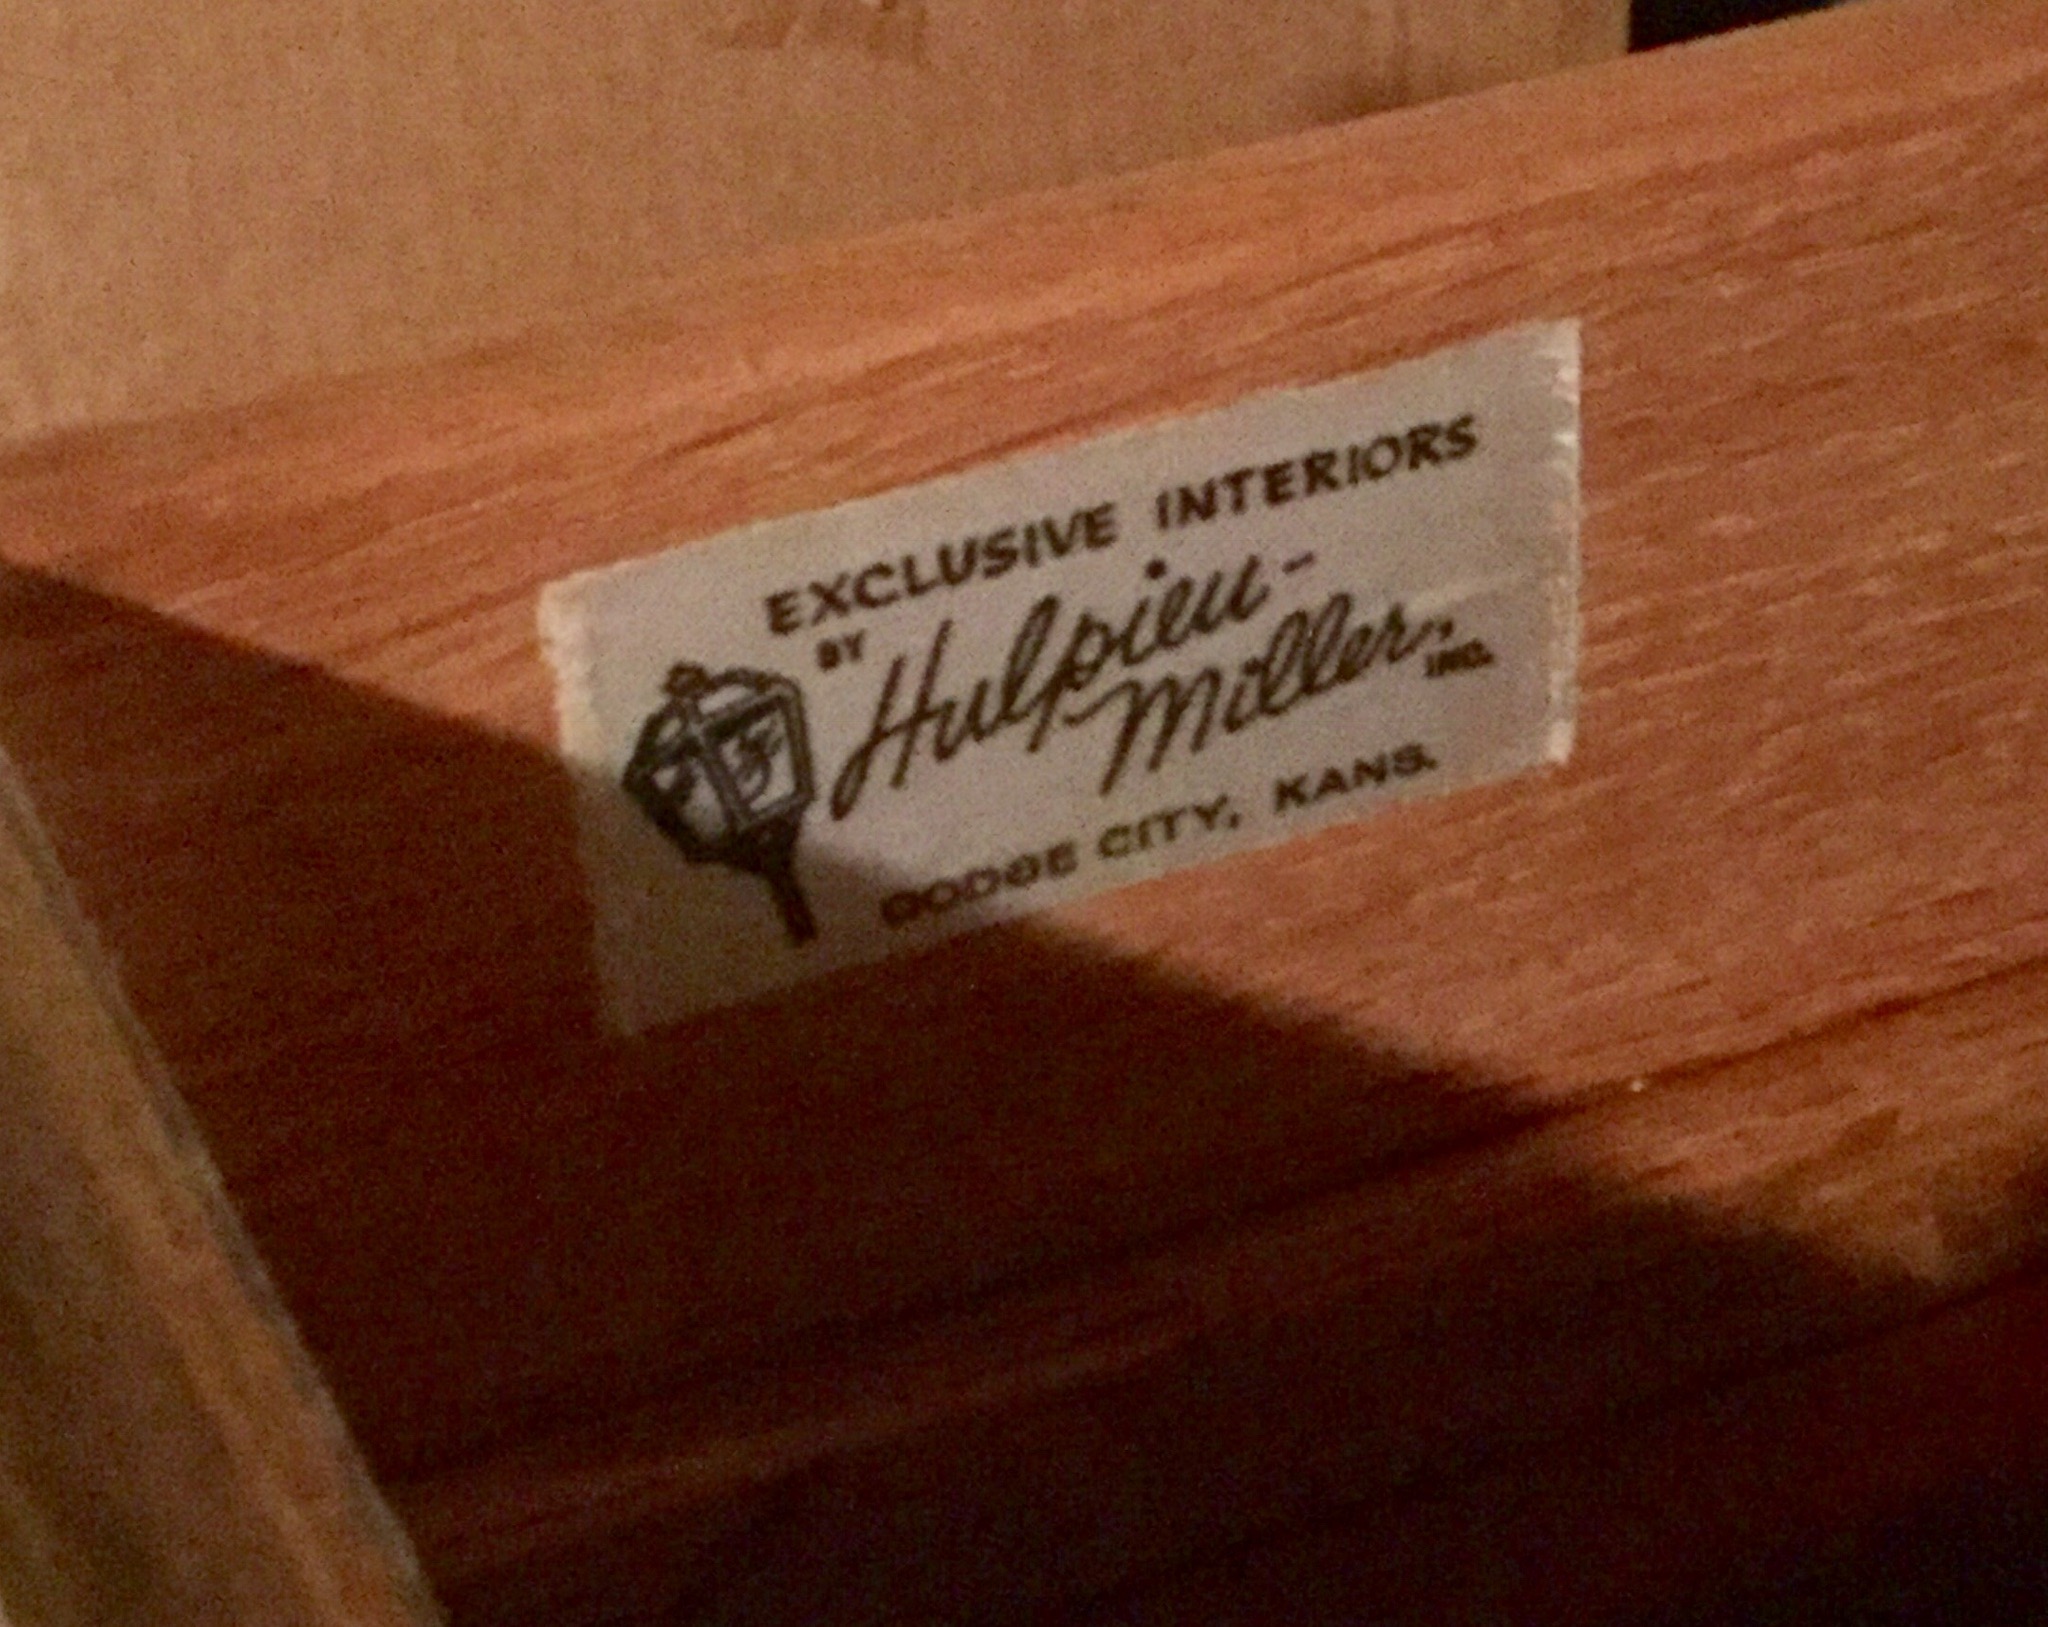 EXCLUSIVE INTERIORS
BY Hulpieu-
Miller, INC.
DODGE CITY, KANS.